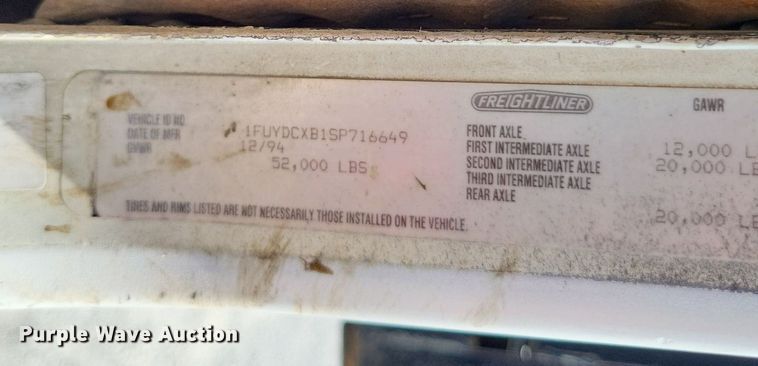 FREIGHTLINER GAWR
VEHICLE ID NO 1FUYDCXB1SP716649
DATE OF MFR 12/94
GVWR 52,000 LBS
FRONT AXLE 12,000 L
FIRST INTERMEDIATE AXLE 20,000 LB
SECOND INTERMEDIATE AXLE
THIRD INTERMEDIATE AXLE
REAR AXLE 20,000 LB
TIRES AND RIMS LISTED ARE NOT NECESSARILY THOSE INSTALLED ON THE VEHICLE.
Purple Wave Auction